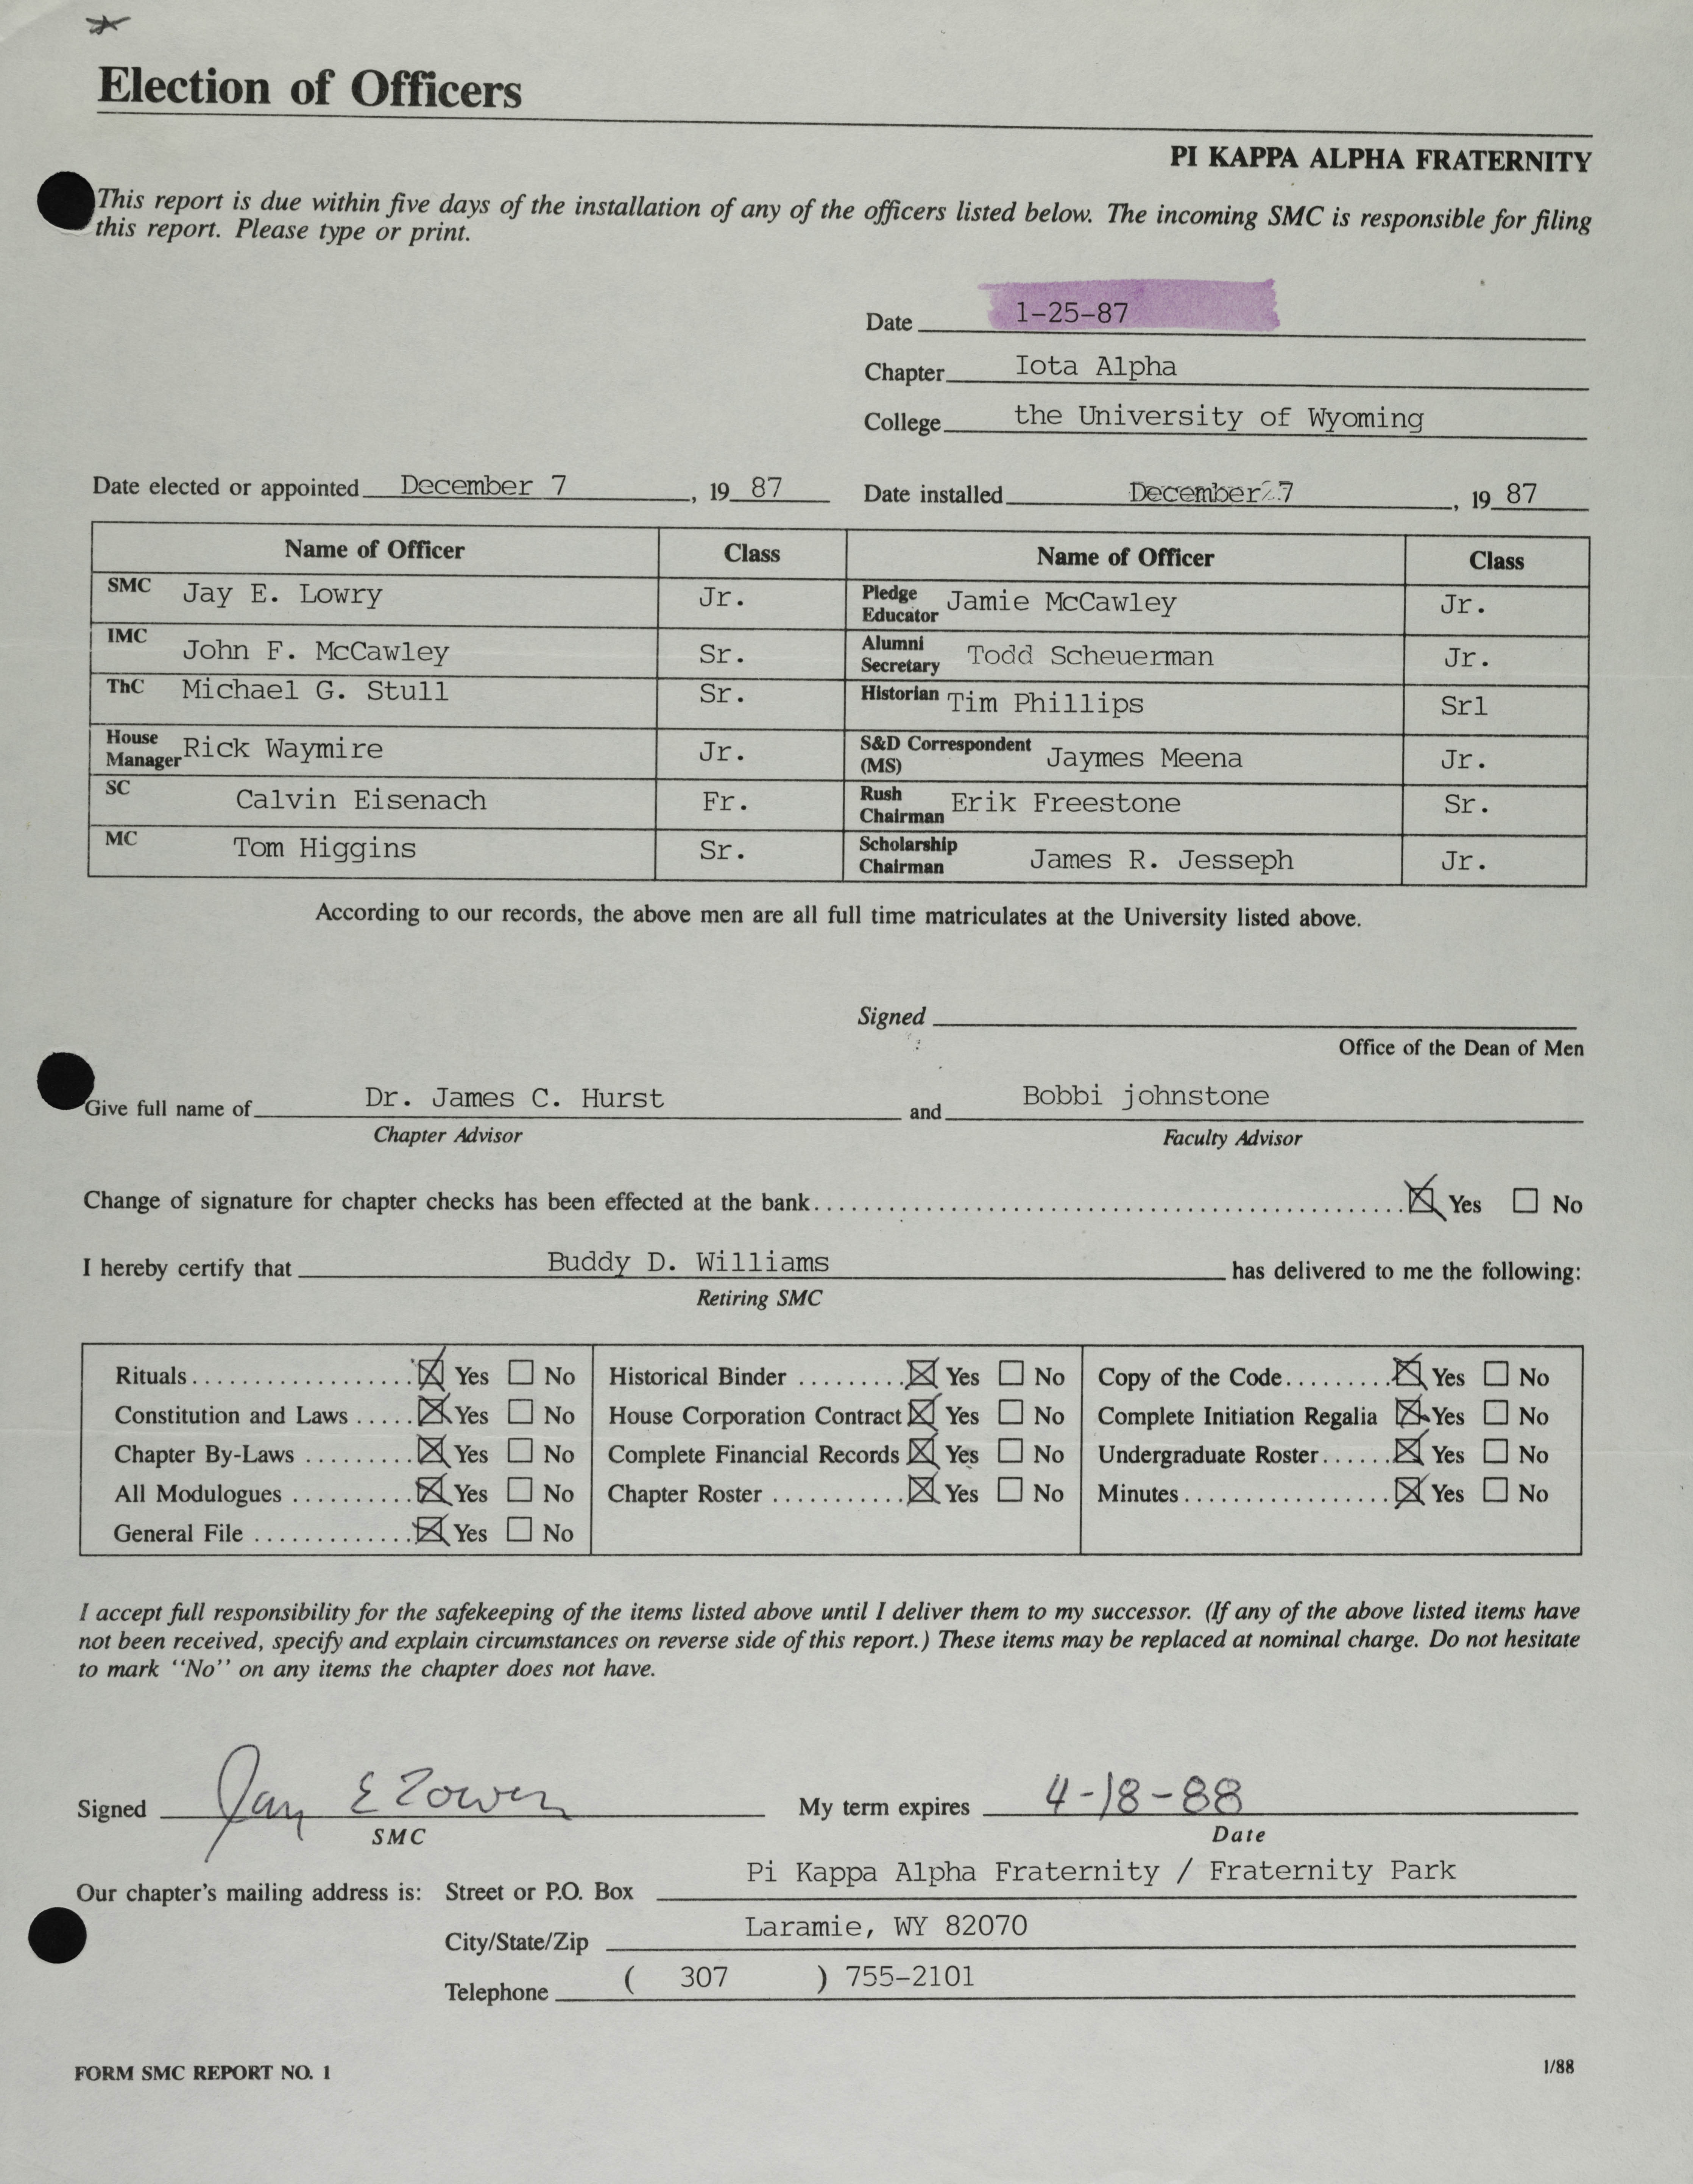 Election of Officers
PI KAPPA ALPHA FRATERNITY
This report is due within five days of the installation of any of the officers listed below. The incoming SMC is responsible for filing
this report. Please type or print.
Date 1-25-87
Chapter Iota Alpha
College the University of Wyoming
Date elected or appointed December 7, 19 87 Date installed December 7, 19 87
Name of Officer Class Name of Officer Class
SMC Jay E. Lowry Jr. Pledge Educator Jamie McCawley Jr.
IMC John F. McCawley Sr. Alumni Secretary Todd Scheuerman Jr.
ThC Michael G. Stull Sr. Historian Tim Phillips Srl
House Manager Rick Waymire Jr. S&D Correspondent (MS) Jaymes Meena Jr.
SC Calvin Eisenach Fr. Rush Chairman Erik Freestone Sr.
MC Tom Higgins Sr. Scholarship Chairman James R. Jesseph Jr.
According to our records, the above men are all full time matriculates at the University listed above.
Signed
Office of the Dean of Men
Give full name of Dr. James C. Hurst and Bobbi johnstone
Chapter Advisor Faculty Advisor
Change of signature for chapter checks has been effected at the bank ☒ Yes ☐ No
I hereby certify that Buddy D. Williams has delivered to me the following:
Retiring SMC
Rituals ☒ Yes ☐ No Historical Binder ☒ Yes ☐ No Copy of the Code ☒ Yes ☐ No
Constitution and Laws ☒ Yes ☐ No House Corporation Contract ☒ Yes ☐ No Complete Initiation Regalia ☒ Yes ☐ No
Chapter By-Laws ☒ Yes ☐ No Complete Financial Records ☒ Yes ☐ No Undergraduate Roster ☒ Yes ☐ No
All Modulogues ☒ Yes ☐ No Chapter Roster ☒ Yes ☐ No Minutes ☒ Yes ☐ No
General File ☒ Yes ☐ No
I accept full responsibility for the safekeeping of the items listed above until I deliver them to my successor. (If any of the above listed items have
not been received, specify and explain circumstances on reverse side of this report.) These items may be replaced at nominal charge. Do not hesitate
to mark ‘‘No’’ on any items the chapter does not have.
Signed Jay E My term expires 4-18-88
SMC Date
Our chapter's mailing address is: Street or P.O. Box Pi Kappa Alpha Fraternity / Fraternity Park
City/State/Zip Laramie, WY 82070
Telephone ( 307 ) 755-2101
FORM SMC REPORT NO. 1 1/88